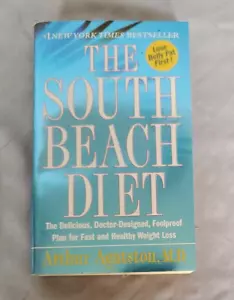 #1 NEW YORK TIMES BESTSELLER
Lose
Belly Fat
First!
THE
SOUTH
BEACH
DIET
The Delicious, Doctor-Designed, Foolproof
Plan for Fast and Healthy Weight Loss
Arthur Agatston, M.D.